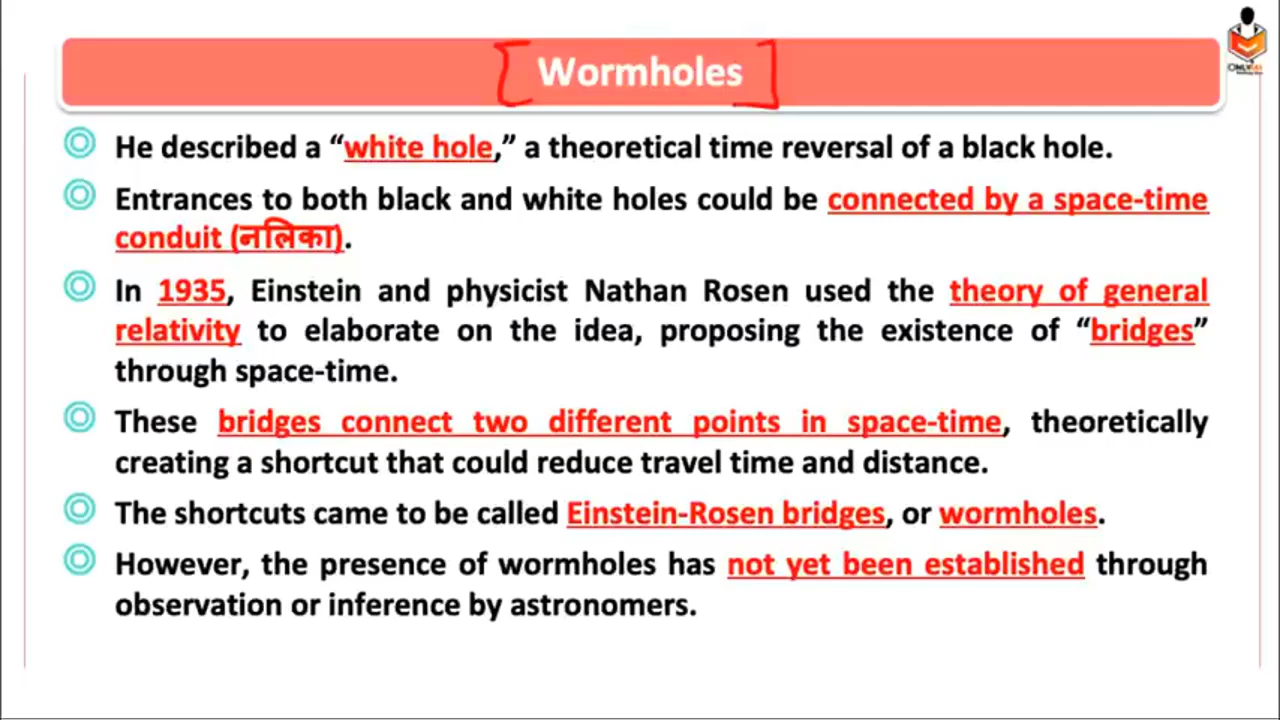 Wormholes
He described a “white hole,” a theoretical time reversal of a black hole.
Entrances to both black and white holes could be connected by a space-time
conduit (नलिका).
In 1935, Einstein and physicist Nathan Rosen used the theory of general
relativity to elaborate on the idea, proposing the existence of “bridges”
through space-time.
These bridges connect two different points in space-time, theoretically
creating a shortcut that could reduce travel time and distance.
The shortcuts came to be called Einstein-Rosen bridges, or wormholes.
However, the presence of wormholes has not yet been established through
observation or inference by astronomers.